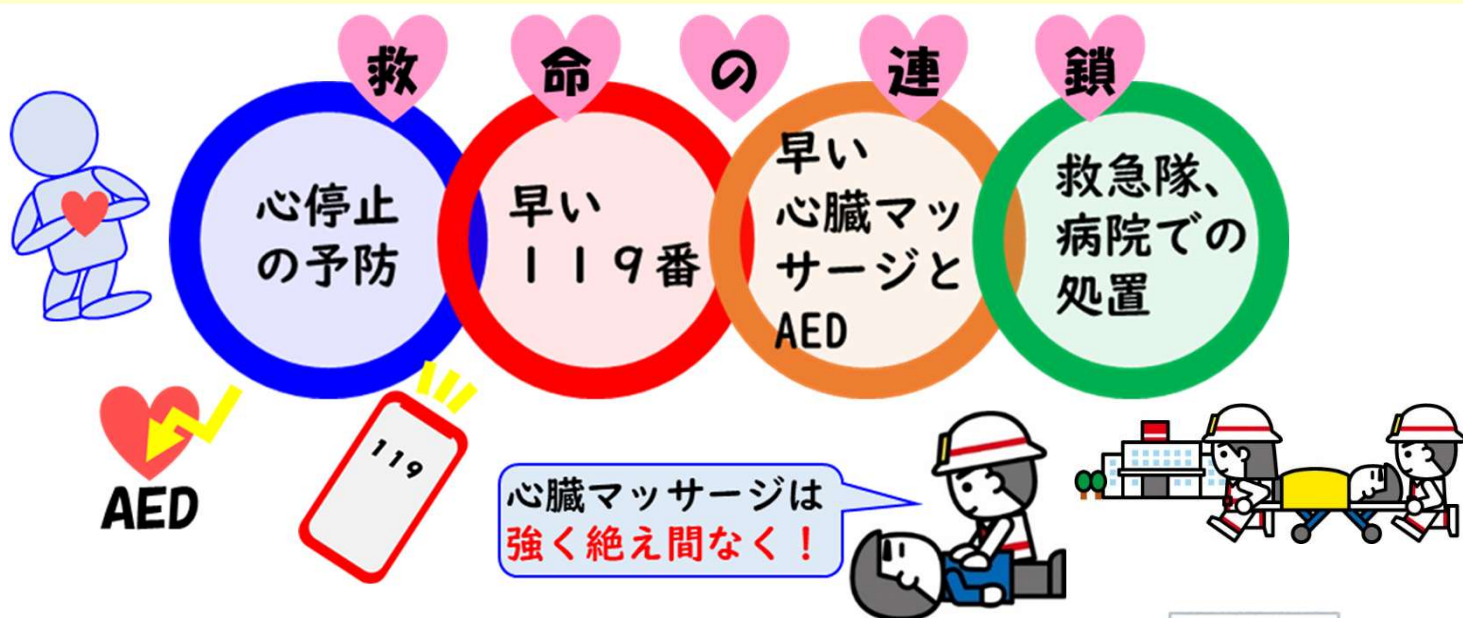 救命の連鎖
心停止
の予防
早い
１１９番
早い
心臓マッ
サージと
AED
救急隊、
病院での
処置
AED
119
心臓マッサージは
強く絶え間なく！